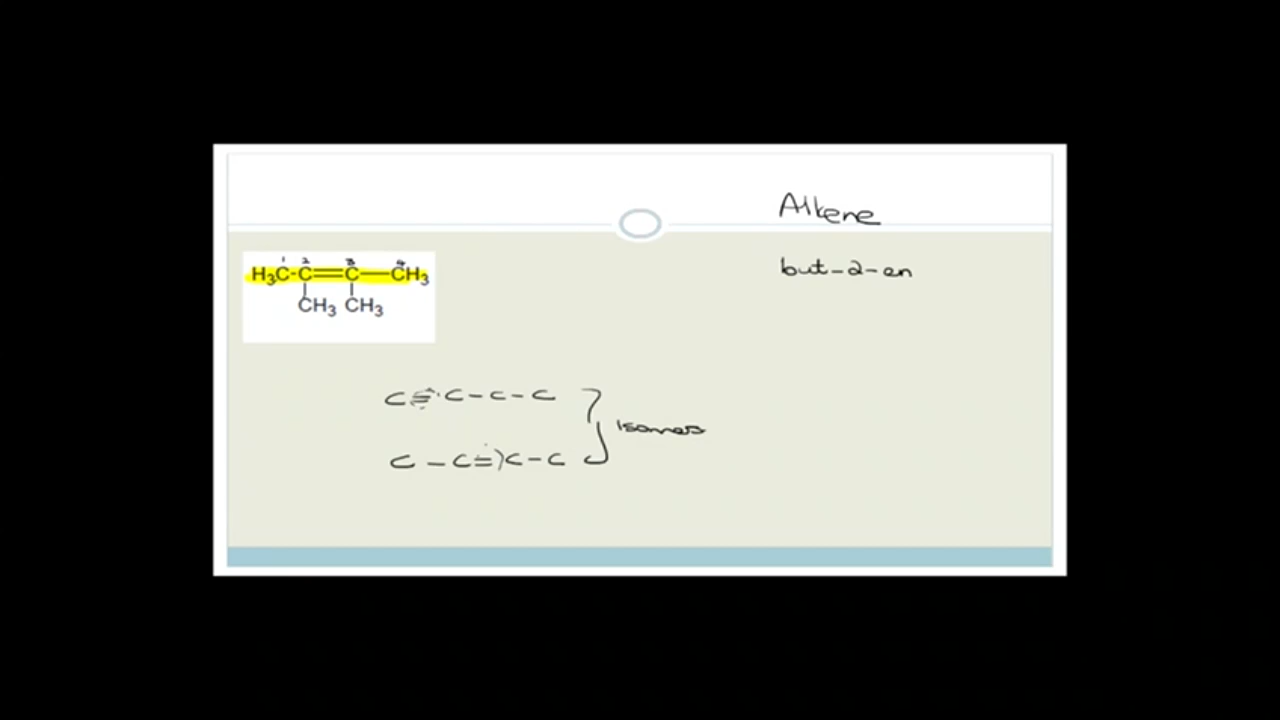 Alkene
but-2-en
1 2 3 4
H3C-C=C—CH3
CH3 CH3
C=C-C-C
Isomers
C-C=C-C